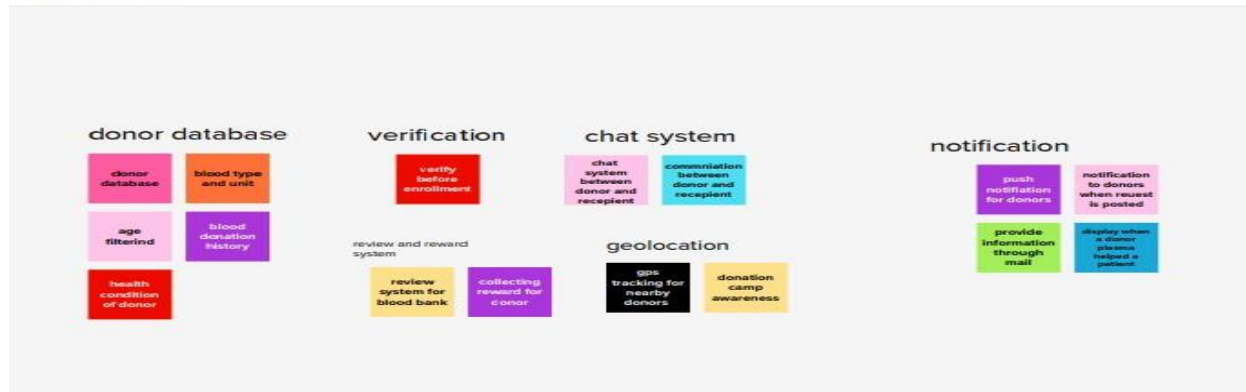 donor database
donor
database
blood type
and unit
age
filterind
blood
donation
history
health
condition
of donor
verification
verify
before
enrollment
chat system
chat
system
between
donor and
recepient
commniation
between
donor and
recepient
review and reward
system
review
system for
blood bank
collecting
reward for
donor
geolocation
gps
tracking for
nearby
donors
donation
camp
awareness
notification
push
notifiation
for donors
notification
to donors
when reuest
is posted
provide
information
through
mail
display when
a donor
plasma
helped a
patient